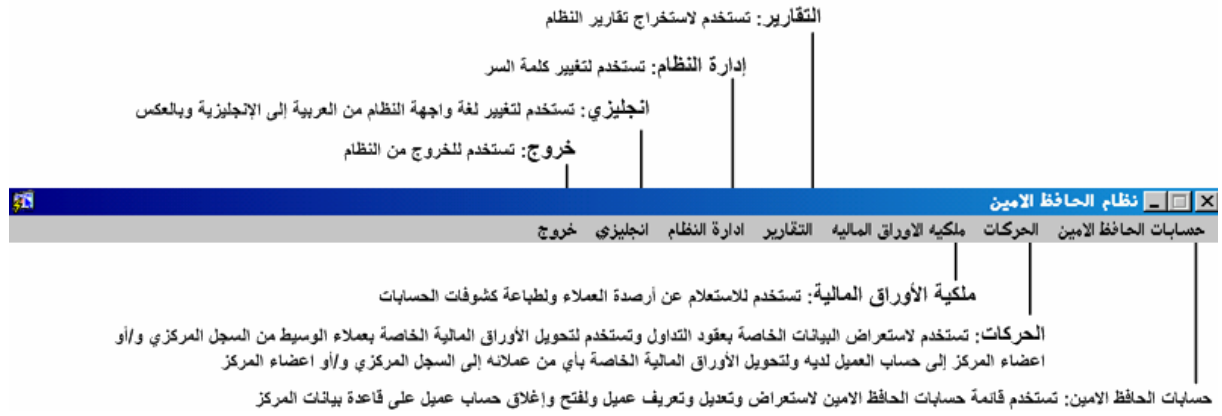 التقارير: تستخدم لاستخراج تقارير النظام
إدارة النظام: تستخدم لتغيير كلمة السر
انجليزي: تستخدم لتغيير لغة واجهة النظام من العربية إلى الإنجليزية وبالعكس
خروج: تستخدم للخروج من النظام
نظام الحافظ الامين
حسابات الحافظ الامين الحركات ملكيه الاوراق الماليه التقارير ادارة النظام انجليزي خروج
ملكية الأوراق المالية: تستخدم للاستعلام عن أرصدة العملاء ولطباعة كشوفات الحسابات
الحركات: تستخدم لاستعراض البيانات الخاصة بعقود التداول وتستخدم لتحويل الأوراق المالية الخاصة بعملاء الوسيط من السجل المركزي و/أو
اعضاء المركز إلى حساب العميل لديه ولتحويل الأوراق المالية الخاصة بأي من عملائه إلى السجل المركزي و/أو اعضاء المركز
حسابات الحافظ الامين: تستخدم قائمة حسابات الحافظ الامين لاستعراض وتعديل وتعريف عميل ولفتح وإغلاق حساب عميل على قاعدة بيانات المركز